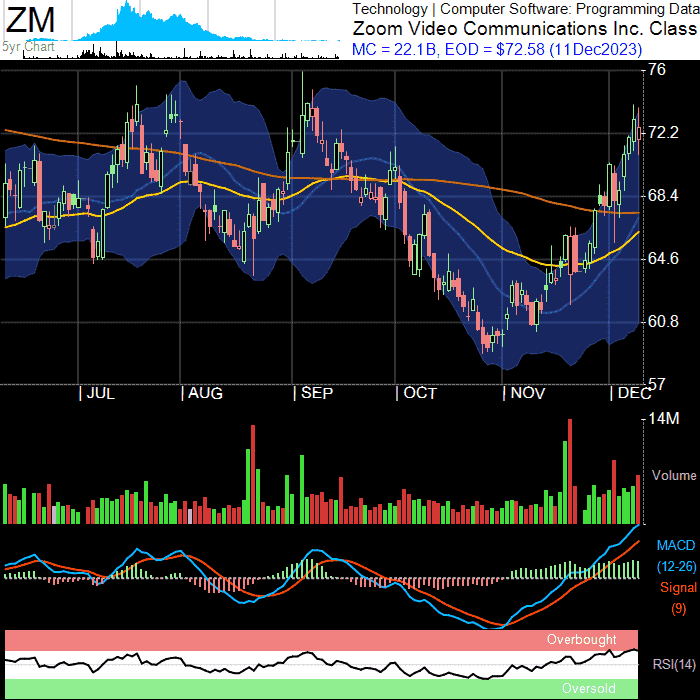 ZM
5yr Chart
Technology | Computer Software: Programming Data
Zoom Video Communications Inc. Class
MC = 22.1B, EOD = $72.58 (11Dec2023)
76
72.2
68.4
64.6
60.8
57
| JUL | AUG | SEP | OCT | NOV | DEC
14M
Volume
MACD
(12-26)
Signal
(9)
Overbought
RSI(14)
Oversold